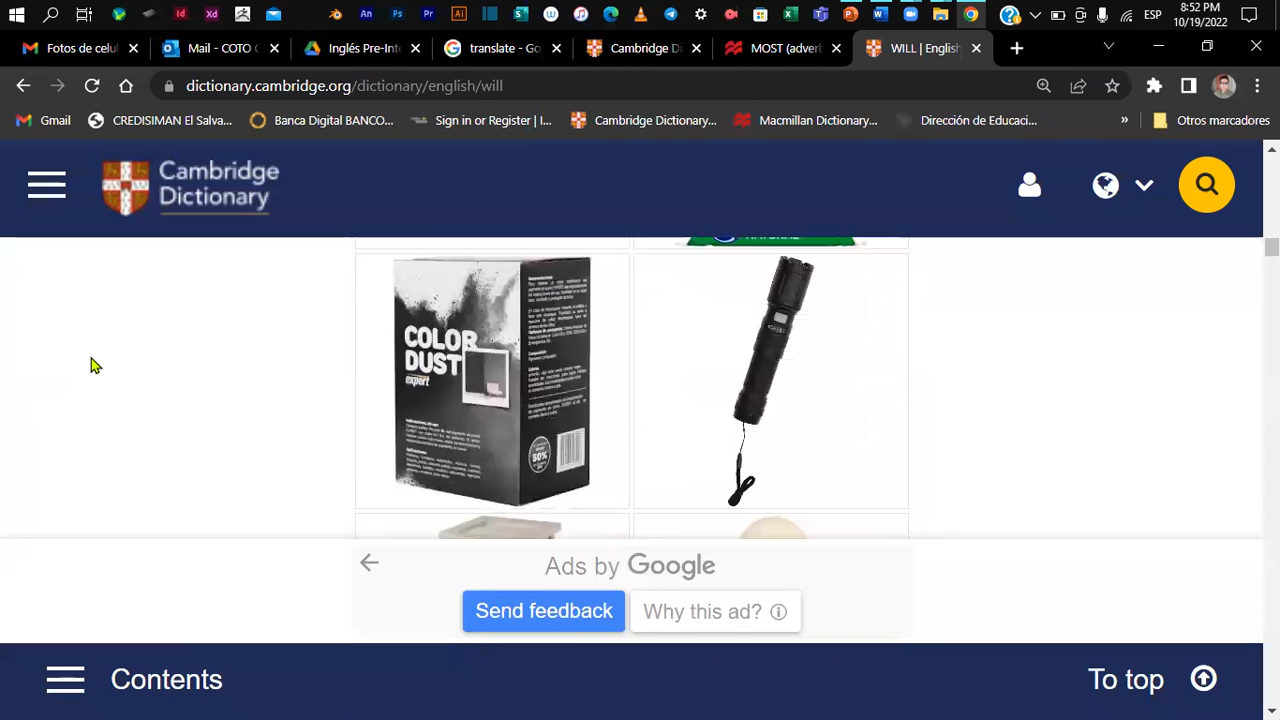 ESP
8:52 PM
10/19/2022
Fotos de celul
Mail - COTO C
Inglés Pre-Inte
translate - Go
Cambridge Di
MOST (advert
WILL | English
dictionary.cambridge.org/dictionary/english/will
Gmail
CREDISIMAN El Salva...
Banca Digital BANCO...
Sign in or Register | I...
Cambridge Dictionary...
Macmillan Dictionary...
Dirección de Educaci...
»
Otros marcadores
Cambridge
Dictionary
NATURAL
COLOR
DUST
expert
50%
Ads by Google
Send feedback
Why this ad?
Contents
To top